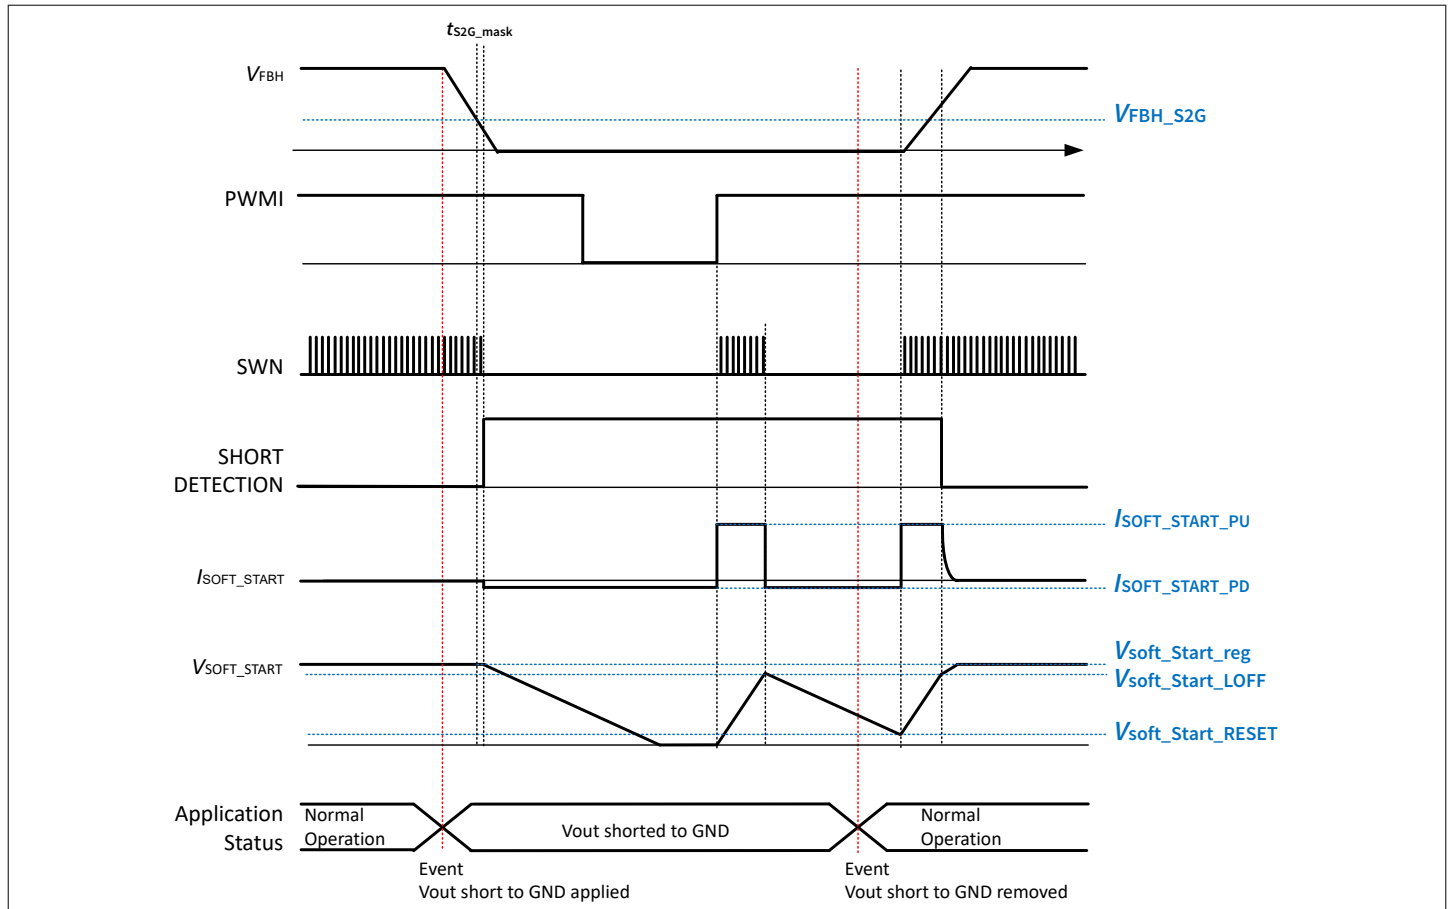 tS2G_mask
VFBH
VFBH_S2G
PWMI
SWN
SHORT
DETECTION
ISOFT_START_PU
ISOFT_START
ISOFT_START_PD
Vsoft_Start_reg
VSOFT_START
Vsoft_Start_LOFF
Vsoft_Start_RESET
Application
Status
Normal
Operation
Vout shorted to GND
Normal
Operation
Event
Vout short to GND applied
Event
Vout short to GND removed